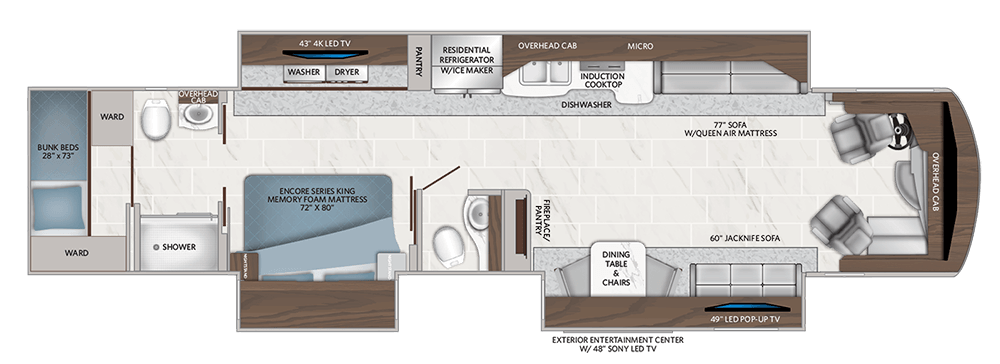 43" 4K LED TV
WASHER
DRYER
PANTRY
RESIDENTIAL
REFRIGERATOR
W/ICE MAKER
OVERHEAD CAB
MICRO
INDUCTION
COOKTOP
DISHWASHER
77" SOFA
W/QUEEN AIR MATTRESS
OVERHEAD
CAB
WARD
BUNK BEDS
28" x 73"
WARD
SHOWER
ENCORE SERIES KING
MEMORY FOAM MATTRESS
72" X 80"
NIGHTSTAND
FIREPLACE/
PANTRY
60" JACKNIFE SOFA
DINING
TABLE
&
CHAIRS
49" LED POP-UP TV
OVERHEAD CAB
EXTERIOR ENTERTAINMENT CENTER
W/ 48" SONY LED TV